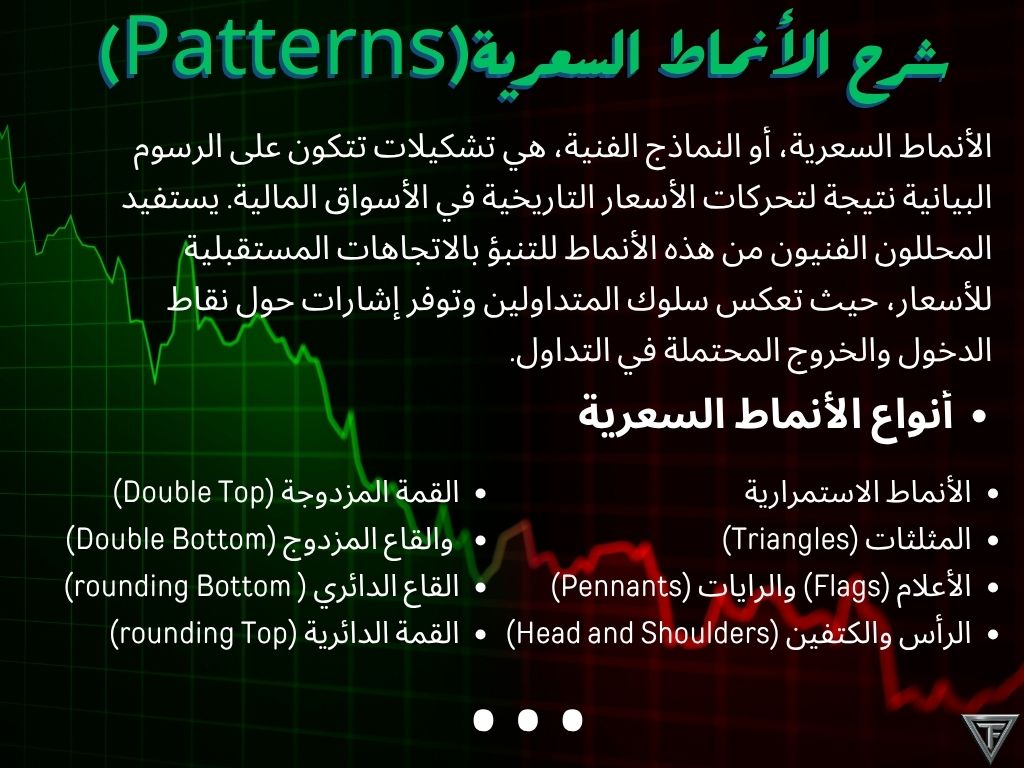 شرح الأنماط السعرية(Patterns)
الأنماط السعرية، أو النماذج الفنية، هي تشكيلات تتكون على الرسوم
البيانية نتيجة لتحركات الأسعار التاريخية في الأسواق المالية. يستفيد
المحللون الفنيون من هذه الأنماط للتنبؤ بالاتجاهات المستقبلية
للأسعار، حيث تعكس سلوك المتداولين وتوفر إشارات حول نقاط
الدخول والخروج المحتملة في التداول.
• أنواع الأنماط السعرية
• الأنماط الاستمرارية
• المثلثات (Triangles)
• الأعلام (Flags) والرايات (Pennants)
• الرأس والكتفين (Head and Shoulders)
• القمة المزدوجة (Double Top)
• والقاع المزدوج (Double Bottom)
• القاع الدائري ( rounding Bottom)
• القمة الدائرية (rounding Top)
...